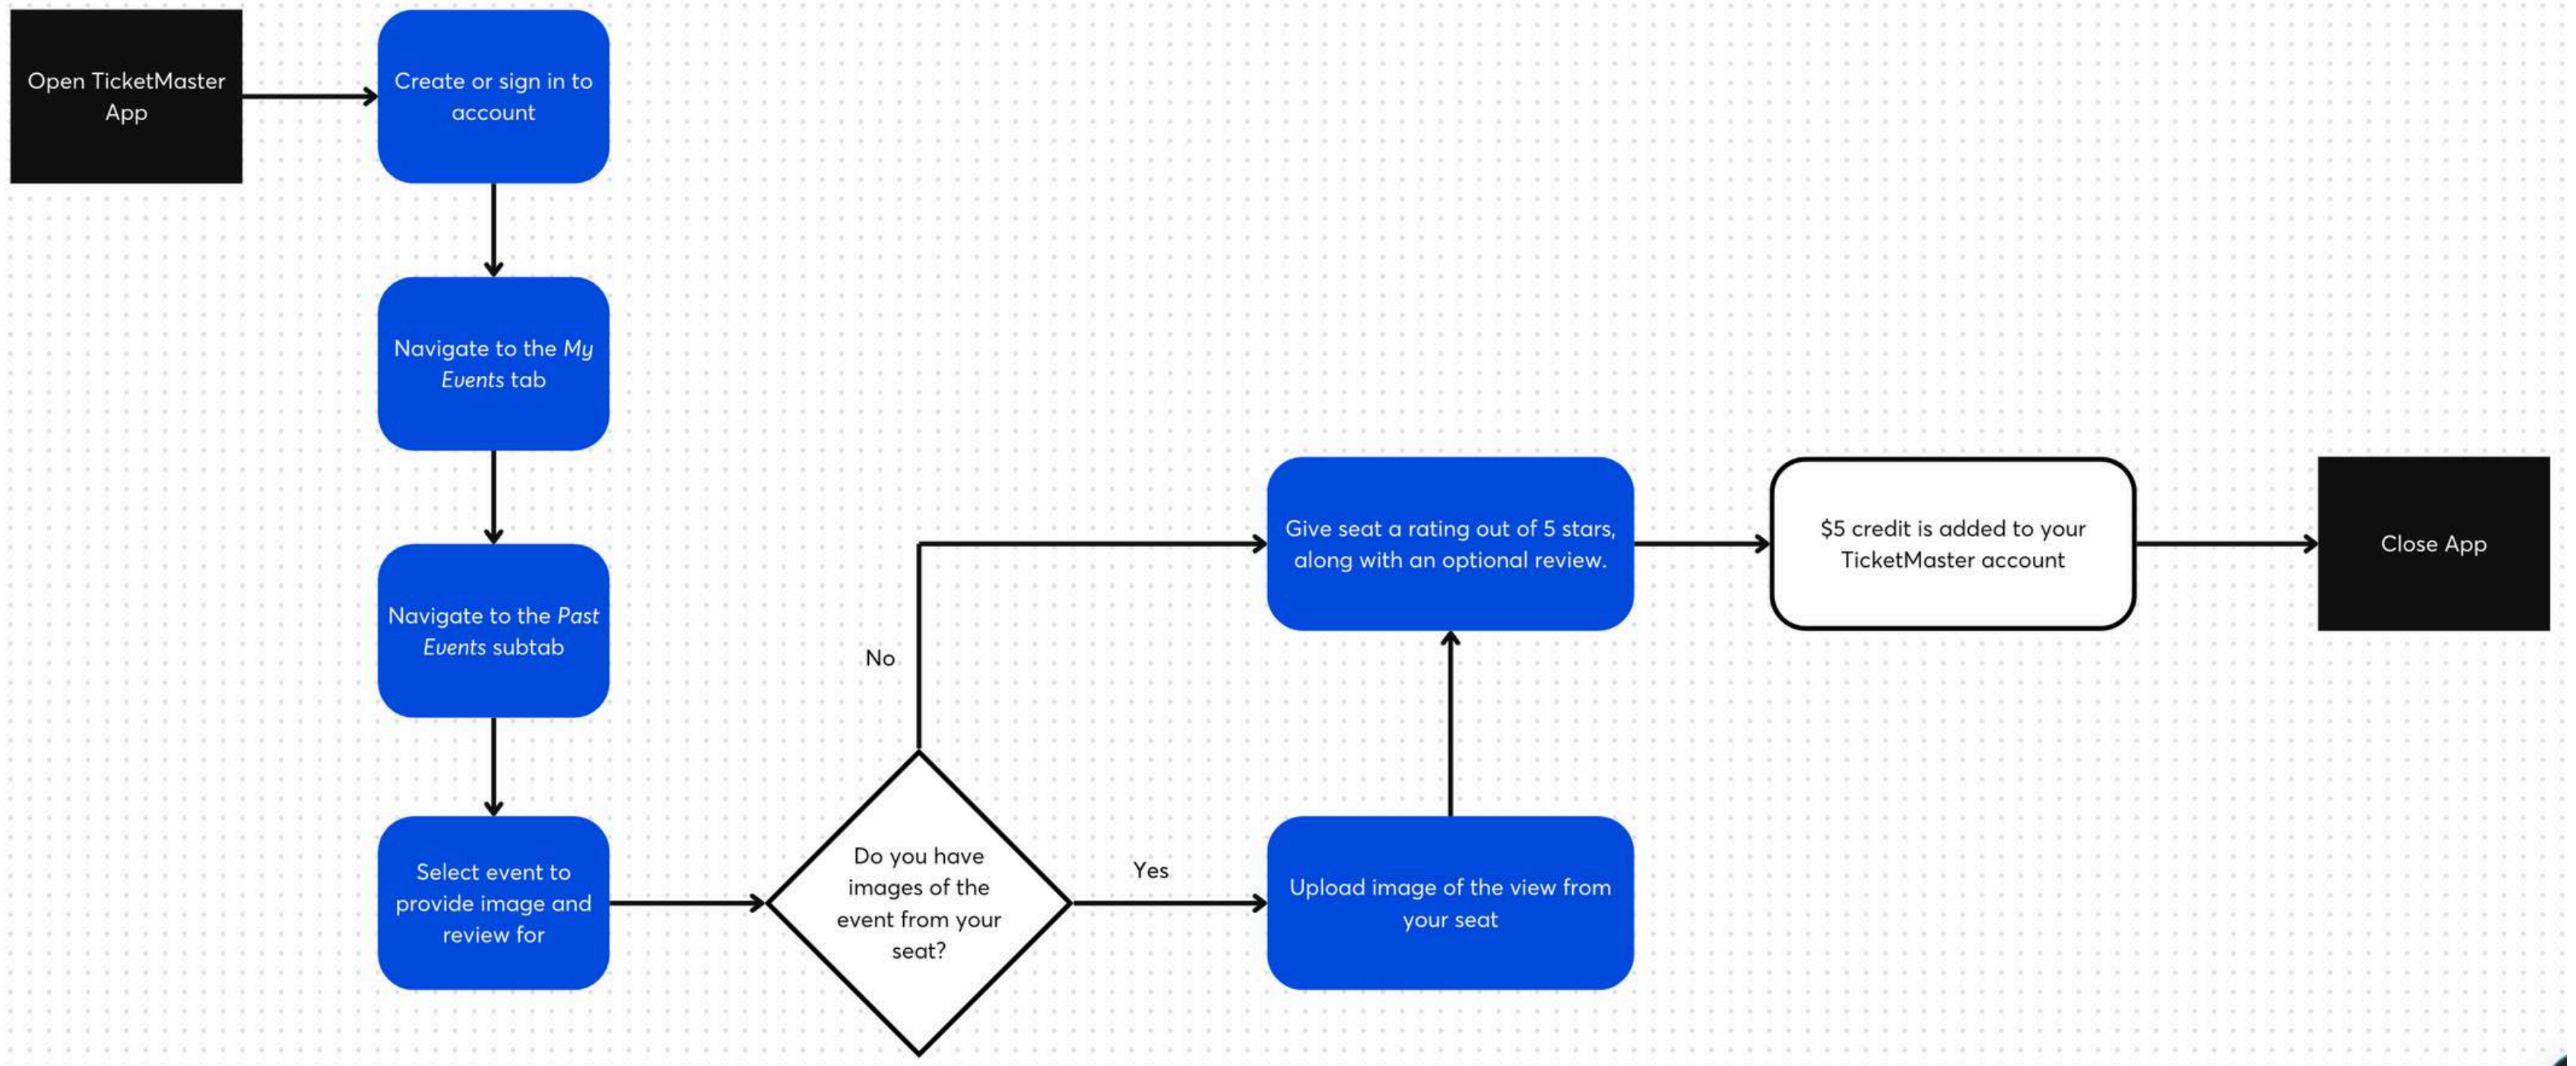 Open TicketMaster
App
Create or sign in to
account
Navigate to the My
Events tab
Navigate to the Past
Events subtab
Select event to
provide image and
review for
Do you have
images of the
event from your
seat?
No
Yes
Upload image of the view from
your seat
Give seat a rating out of 5 stars,
along with an optional review.
$5 credit is added to your
TicketMaster account
Close App